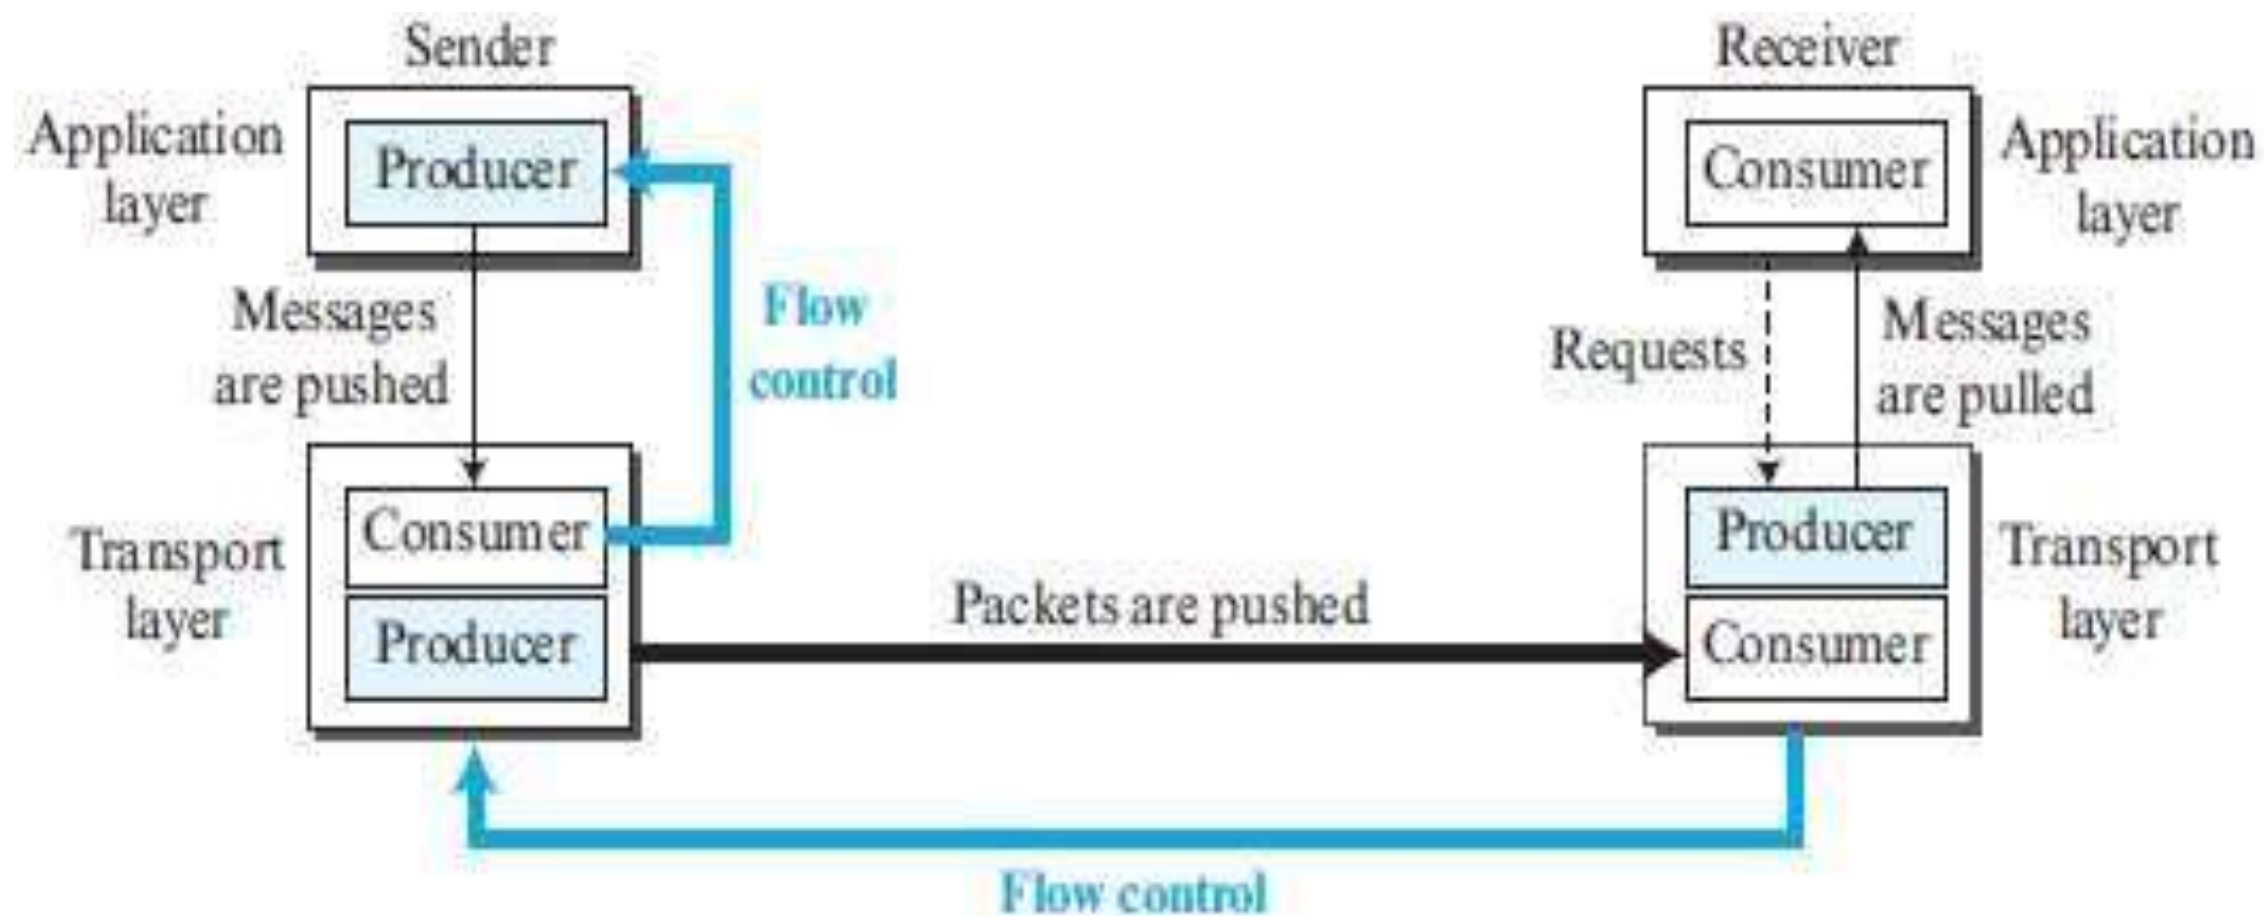 Sender
Receiver
Application
layer
Producer
Consumer
Application
layer
Messages
are pushed
Flow
control
Requests
Messages
are pulled
Transport
layer
Consumer
Producer
Packets are pushed
Producer
Consumer
Transport
layer
Flow control